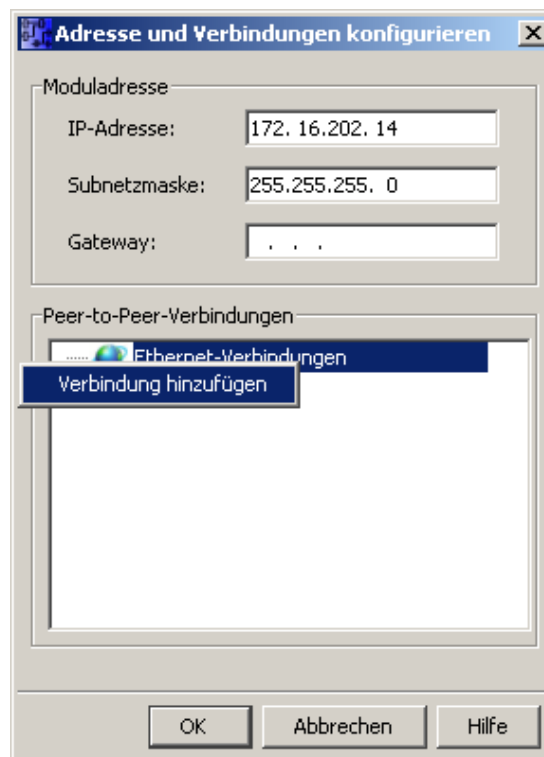 Adresse und Verbindungen konfigurieren
Moduladresse
IP-Adresse: 172. 16.202. 14
Subnetzmaske: 255.255.255. 0
Gateway: . . .
Peer-to-Peer-Verbindungen
Ethernet-Verbindungen
Verbindung hinzufügen
OK Abbrechen Hilfe